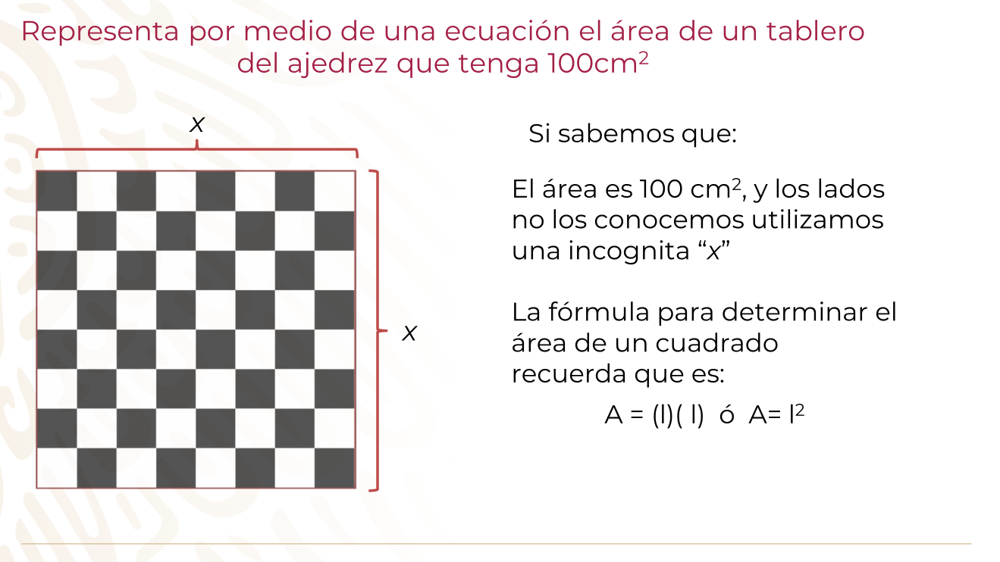 Representa por medio de una ecuación el área de un tablero
del ajedrez que tenga 100cm²
x
x
Si sabemos que:
El área es 100 cm², y los lados
no los conocemos utilizamos
una incognita “x”
La fórmula para determinar el
área de un cuadrado
recuerda que es:
A = (l)( l)  ó  A= l²